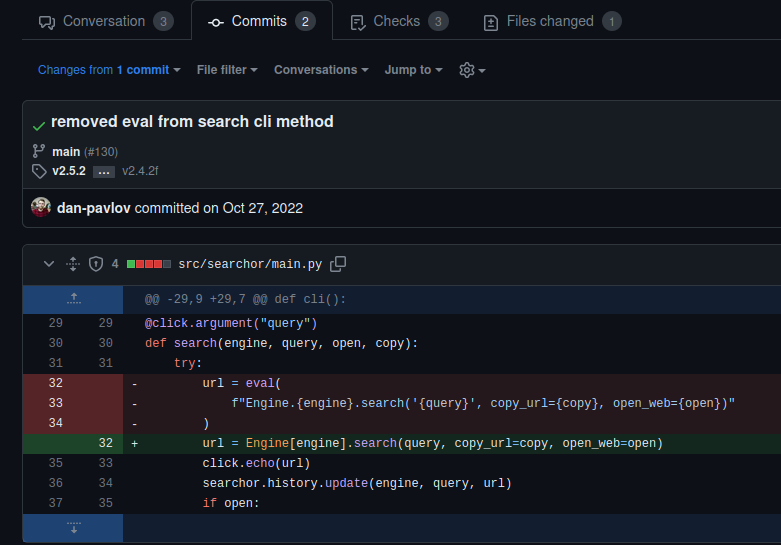 Conversation 3 Commits 2 Checks 3 Files changed 1
Changes from 1 commit File filter Conversations Jump to
removed eval from search cli method
main (#130)
v2.5.2 ... v2.4.2f
dan-pavlov committed on Oct 27, 2022
4 src/searchor/main.py
@@ -29,9 +29,7 @@ def cli():
29 29 @click.argument("query")
30 30 def search(engine, query, open, copy):
31 31 try:
32 - url = eval(
33 - f"Engine.{engine}.search('{query}', copy_url={copy}, open_web={open})"
34 - )
32 + url = Engine[engine].search(query, copy_url=copy, open_web=open)
35 33 click.echo(url)
36 34 searchor.history.update(engine, query, url)
37 35 if open: